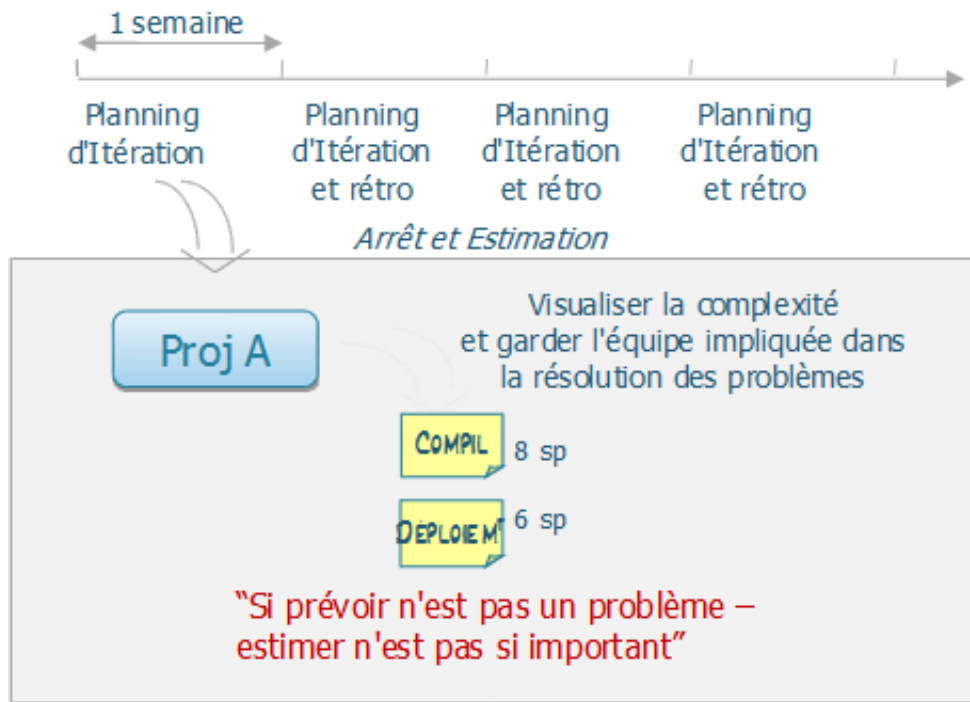 1 semaine
Planning
d'Itération
Planning
d'Itération
et rétro
Planning
d'Itération
et rétro
Planning
d'Itération
et rétro
Arrêt et Estimation
Proj A
Visualiser la complexité
et garder l'équipe impliquée dans
la résolution des problèmes
COMPIL
8 sp
DÉPLOIEMT
6 sp
“Si prévoir n'est pas un problème –
estimer n'est pas si important”